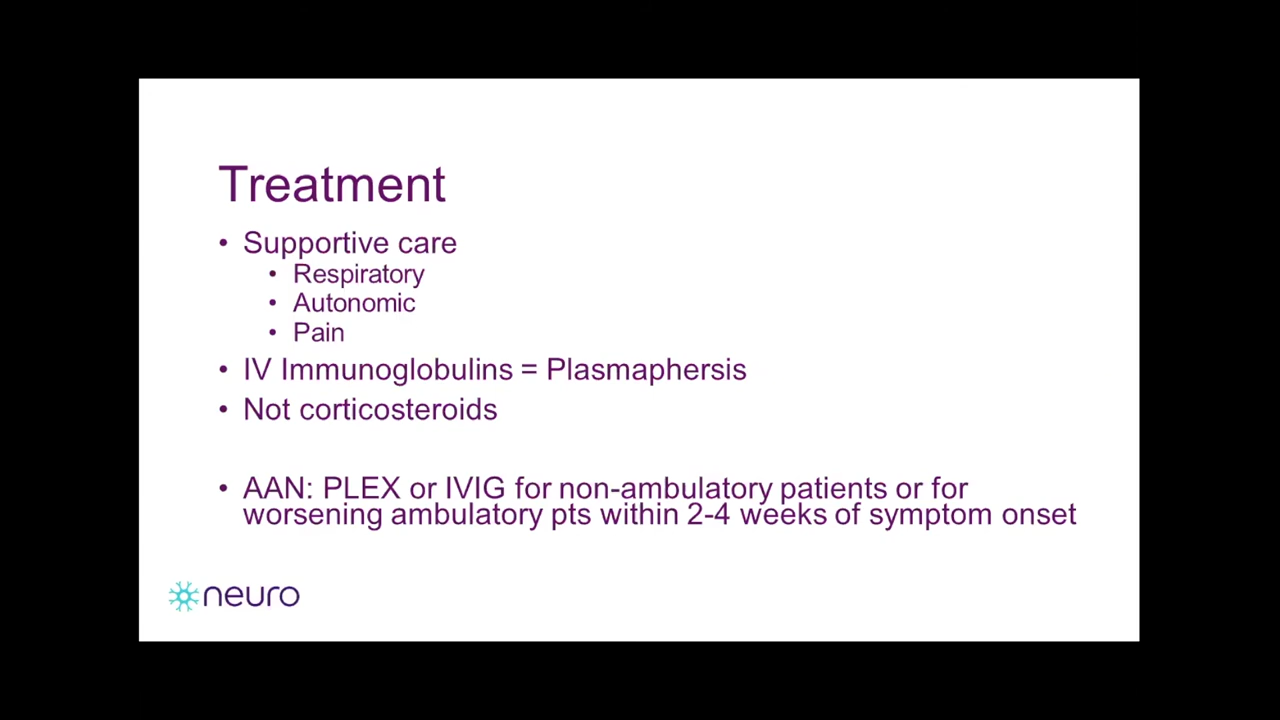 Treatment
• Supportive care
• Respiratory
• Autonomic
• Pain
• IV Immunoglobulins = Plasmaphersis
• Not corticosteroids
• AAN: PLEX or IVIG for non-ambulatory patients or for
worsening ambulatory pts within 2-4 weeks of symptom onset
neuro